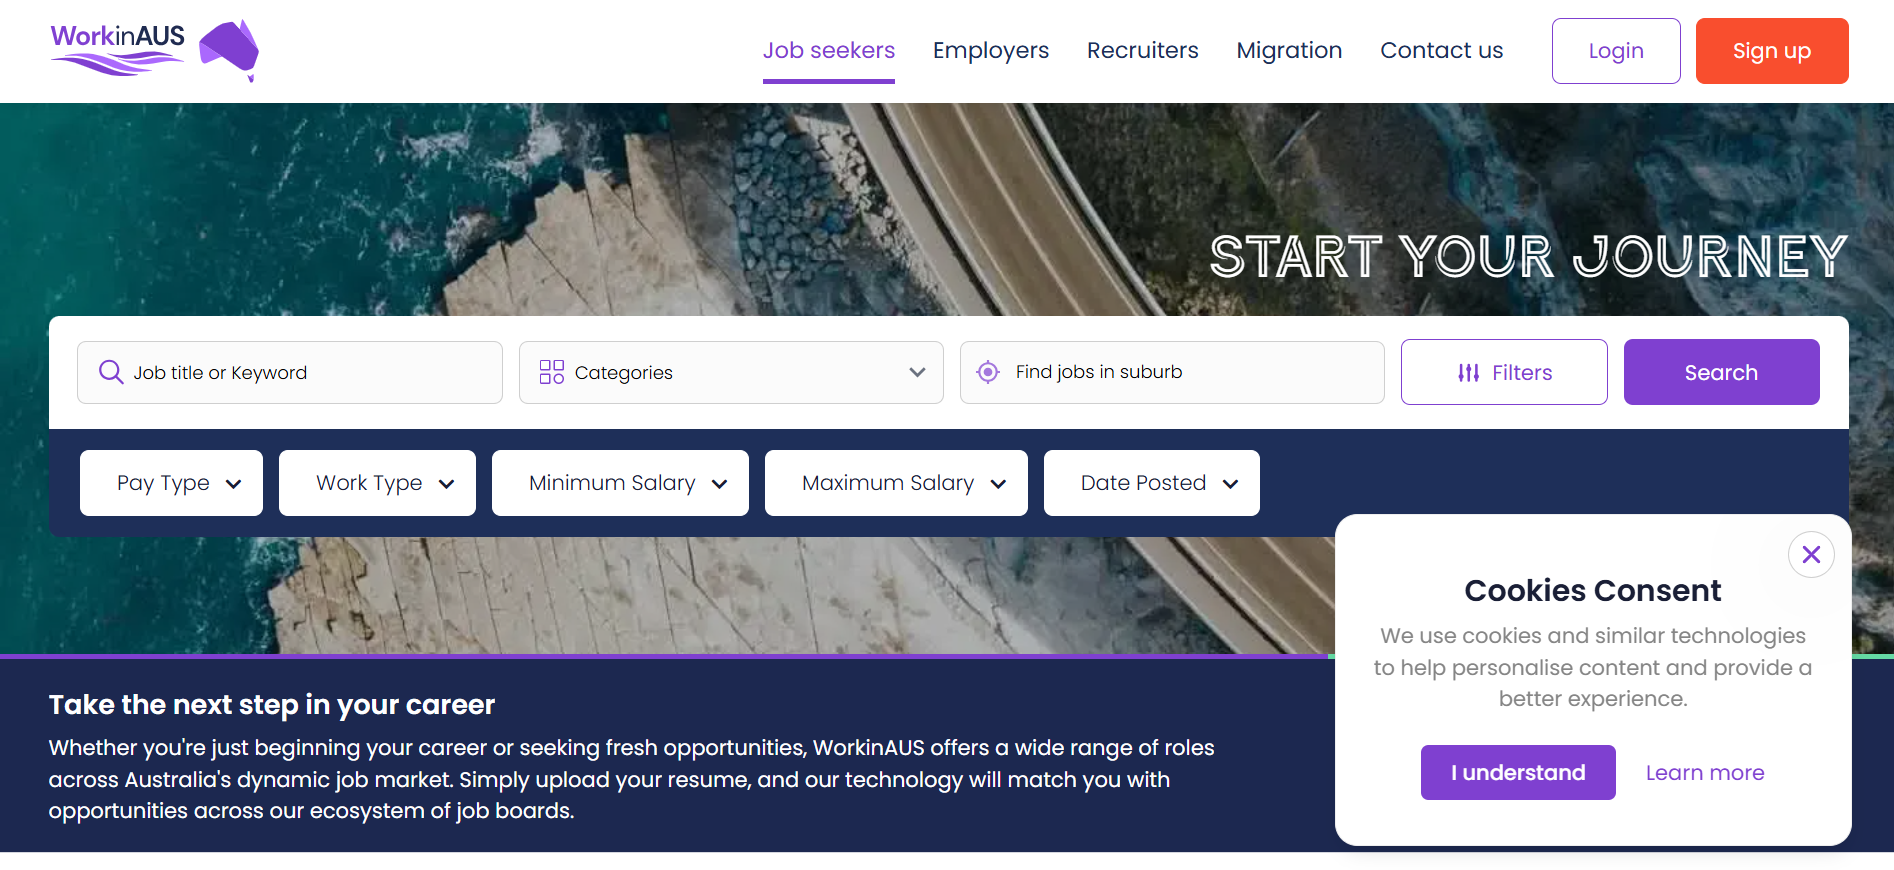 WorkinAUS
Job seekers
Employers
Recruiters
Migration
Contact us
Login
Sign up
START YOUR JOURNEY
Job title or Keyword
Categories
Find jobs in suburb
Filters
Search
Pay Type
Work Type
Minimum Salary
Maximum Salary
Date Posted
Take the next step in your career
Whether you're just beginning your career or seeking fresh opportunities, WorkinAUS offers a wide range of roles
across Australia's dynamic job market. Simply upload your resume, and our technology will match you with
opportunities across our ecosystem of job boards.
Cookies Consent
We use cookies and similar technologies
to help personalise content and provide a
better experience.
I understand
Learn more